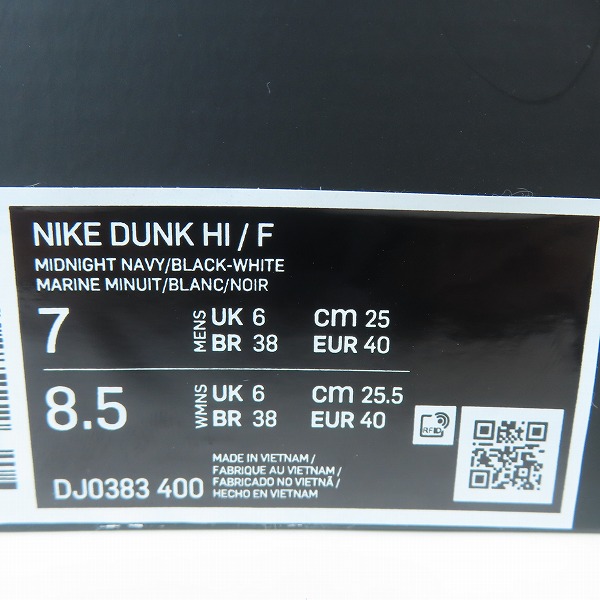 NIKE DUNK HI / F
MIDNIGHT NAVY/BLACK-WHITE
MARINE MINUIT/BLANC/NOIR
7 MENS UK 6 cm 25
BR 38 EUR 40
8.5 WMNS UK 6 cm 25.5
BR 38 EUR 40
RFID
MADE IN VIETNAM /
FABRIQUE AU VIETNAM /
FABRICADO NO VIETNÃ /
HECHO EN VIETNAM
DJ0383 400